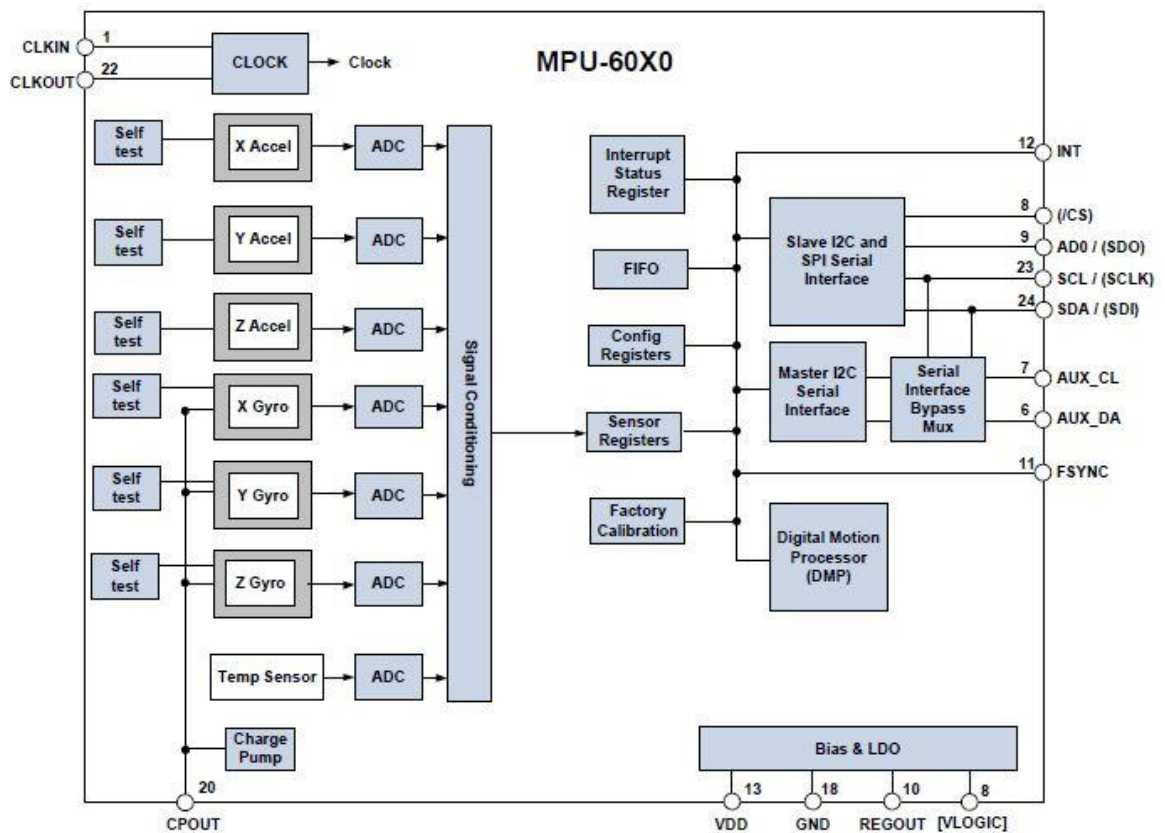 CLKIN
1
CLKOUT
22
CLOCK
Clock
MPU-60X0
Self
test
X Accel
ADC
Self
test
Y Accel
ADC
Self
test
Z Accel
ADC
Self
test
X Gyro
ADC
Self
test
Y Gyro
ADC
Self
test
Z Gyro
ADC
Temp Sensor
ADC
Signal Conditioning
Charge
Pump
20
CPOUT
Interrupt
Status
Register
FIFO
Config
Registers
Sensor
Registers
Factory
Calibration
Slave I2C and
SPI Serial
Interface
Master I2C
Serial
Interface
Serial
Interface
Bypass
Mux
Digital Motion
Processor
(DMP)
12
INT
8
(/CS)
9
AD0 / (SDO)
23
SCL / (SCLK)
24
SDA / (SDI)
7
AUX_CL
6
AUX_DA
11
FSYNC
Bias & LDO
13
18
10
8
VDD
GND
REGOUT
[VLOGIC]